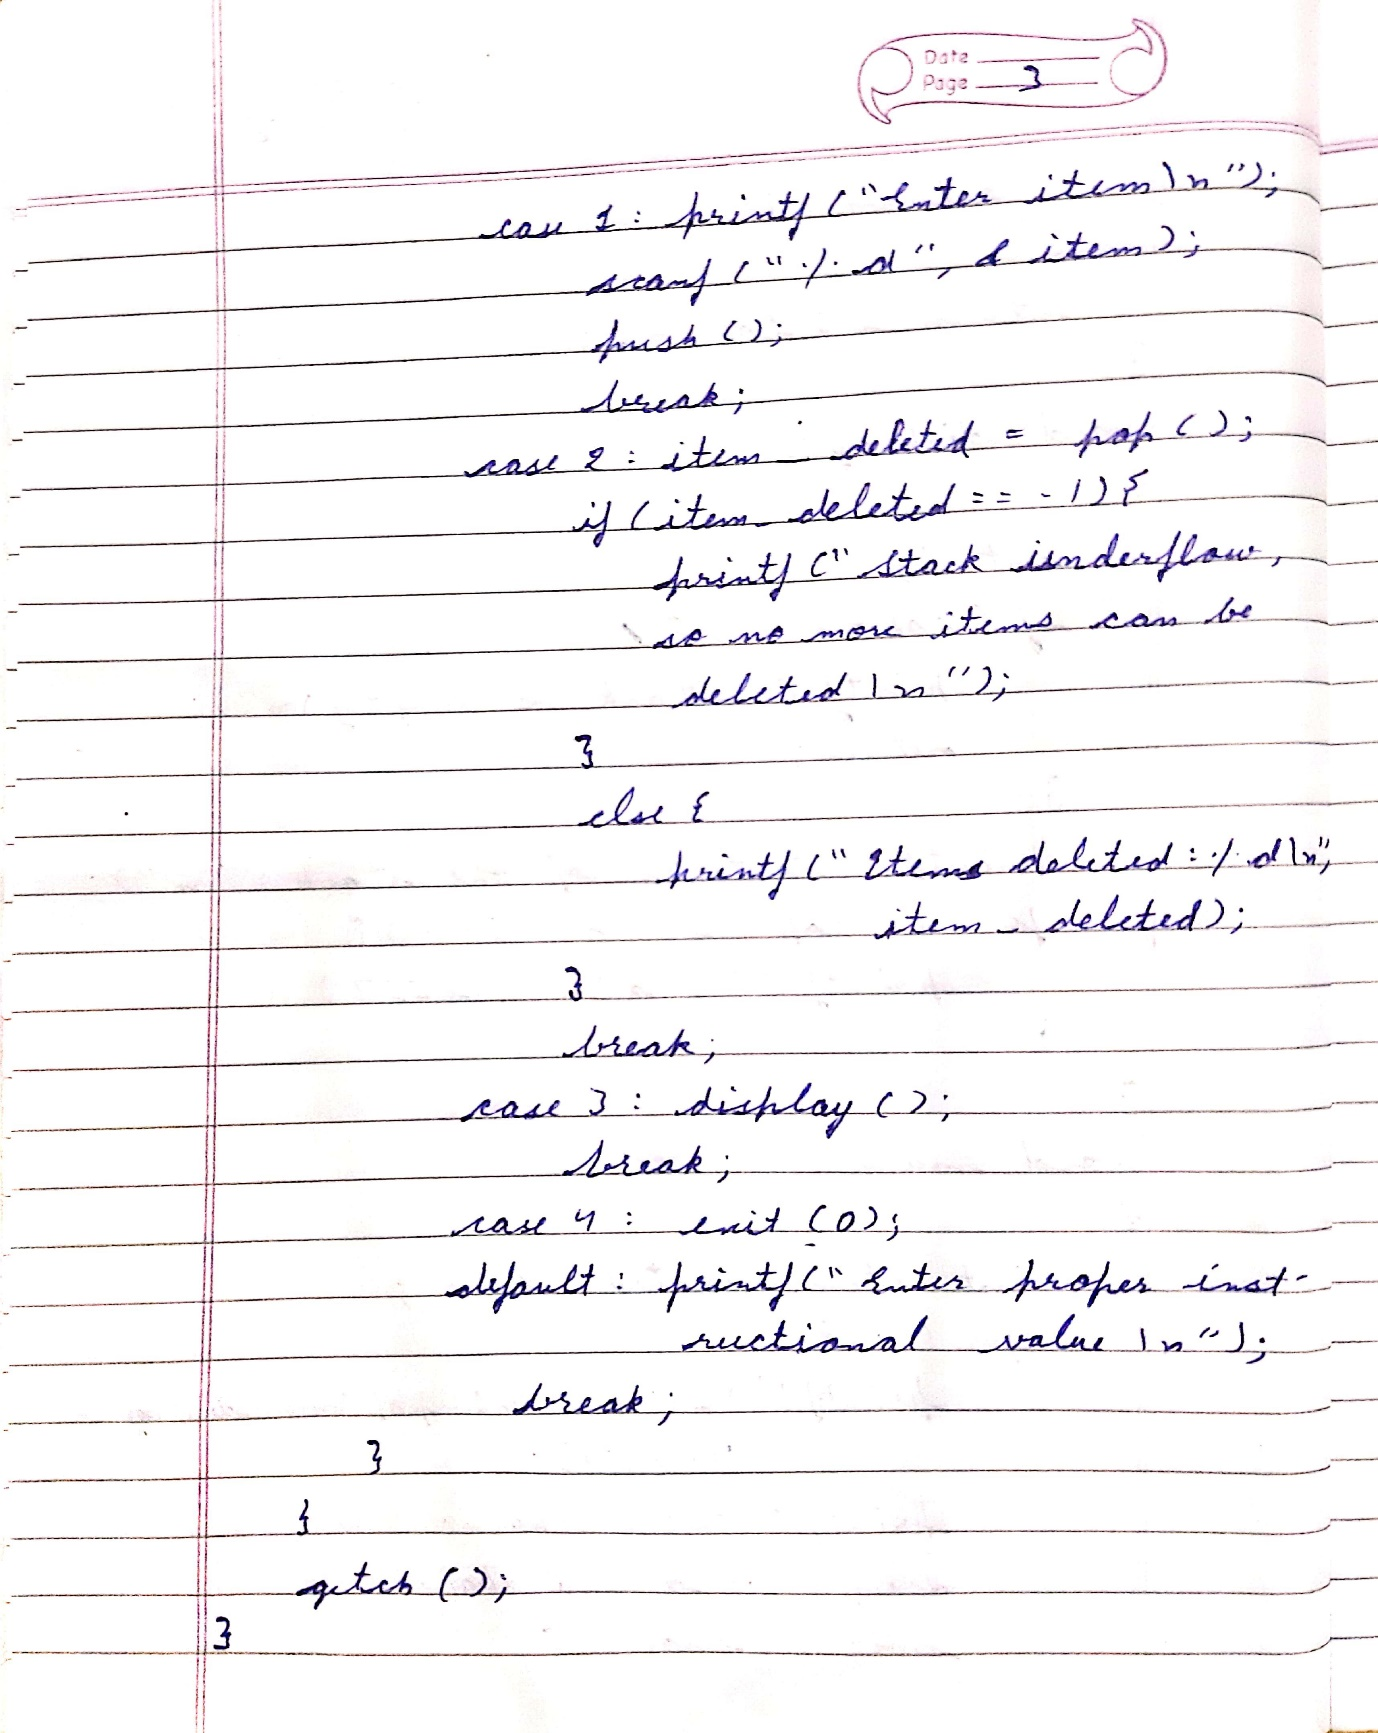 Date
Page 3
case 1: printf ("Enter item\n");
scanf ("%d", & item);
push ();
break;
case 2: item_deleted = pop ();
if (item_deleted == -1) {
printf (" Stack underflow,
so no more items can be
deleted \n");
}
else {
printf (" Items deleted : %d\n",
item_deleted);
}
break;
case 3: display ();
break;
case 4: exit (0);
default: printf (" Enter proper inst-
ructional value \n");
break;
}
}
getch ();
}